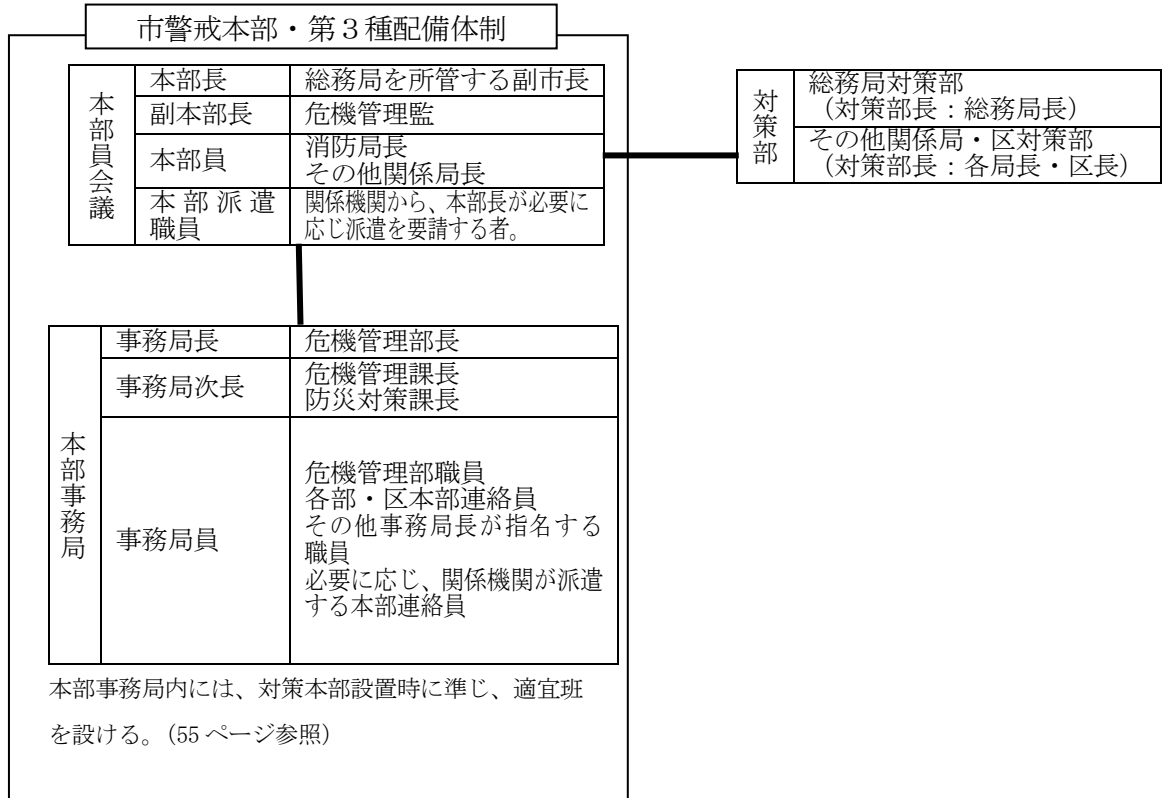 市警戒本部・第３種配備体制
本部員会議
本部長
総務局を所管する副市長
副本部長
危機管理監
本部員
消防局長
その他関係局長
本部派遣
職員
関係機関から、本部長が必要に
応じ派遣を要請する者。
対策部
総務局対策部
（対策部長：総務局長）
その他関係局・区対策部
（対策部長：各局長・区長）
本部事務局
事務局長
危機管理部長
事務局次長
危機管理課長
防災対策課長
事務局員
危機管理部職員
各部・区本部連絡員
その他事務局長が指名する
職員
必要に応じ、関係機関が派遣
する本部連絡員
本部事務局内には、対策本部設置時に準じ、適宜班
を設ける。（55 ページ参照）